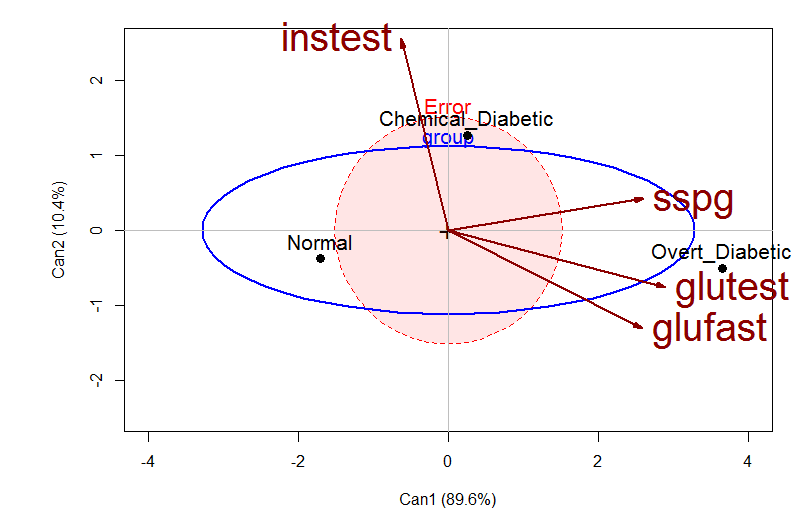 instest
Error
Chemical_Diabetic
group
sspg
Normal
Overt_Diabetic
glutest
glufast
2
1
0
-1
-2
Can2 (10.4%)
-4
-2
0
2
4
Can1 (89.6%)